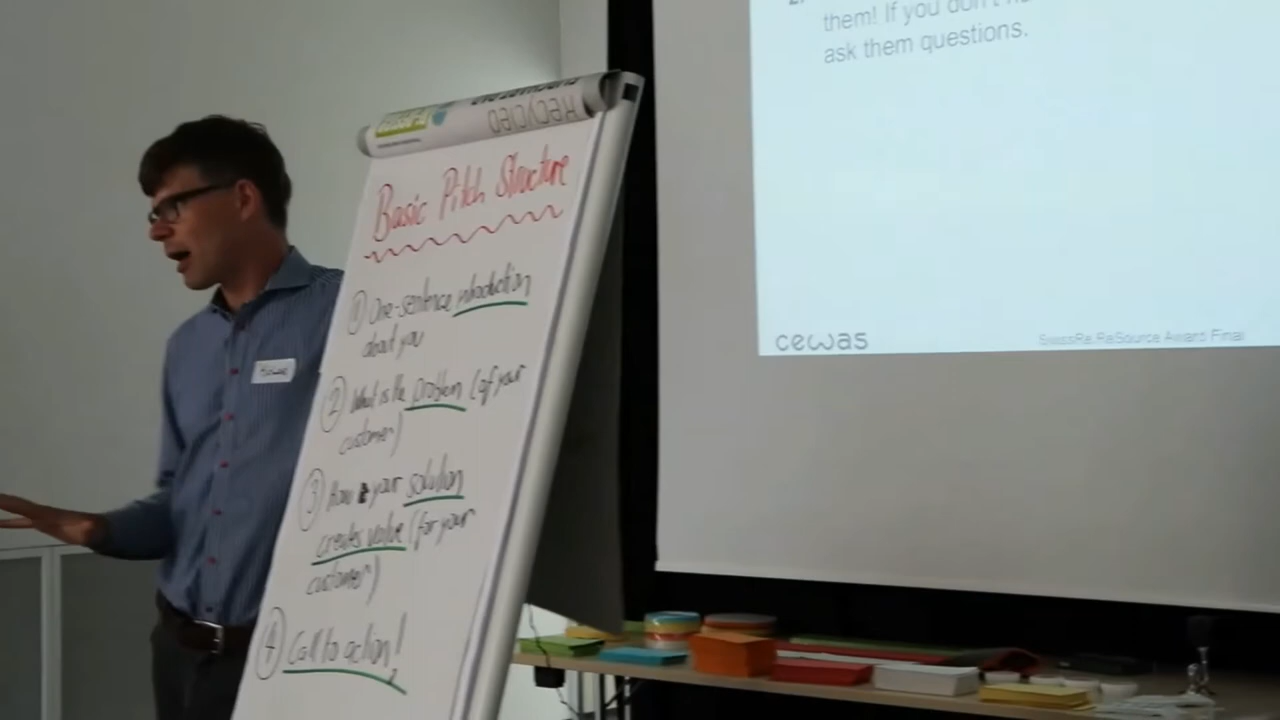 RECYCLED
Basic Pitch Structure
① One-sentence introduction
about you
② What is the problem (of your
customer)
③ How your solution
creates value (for your
customer)
④ Call to action!
them! If you don't
ask them questions.
cewas
SwissRe ReSource Award Final